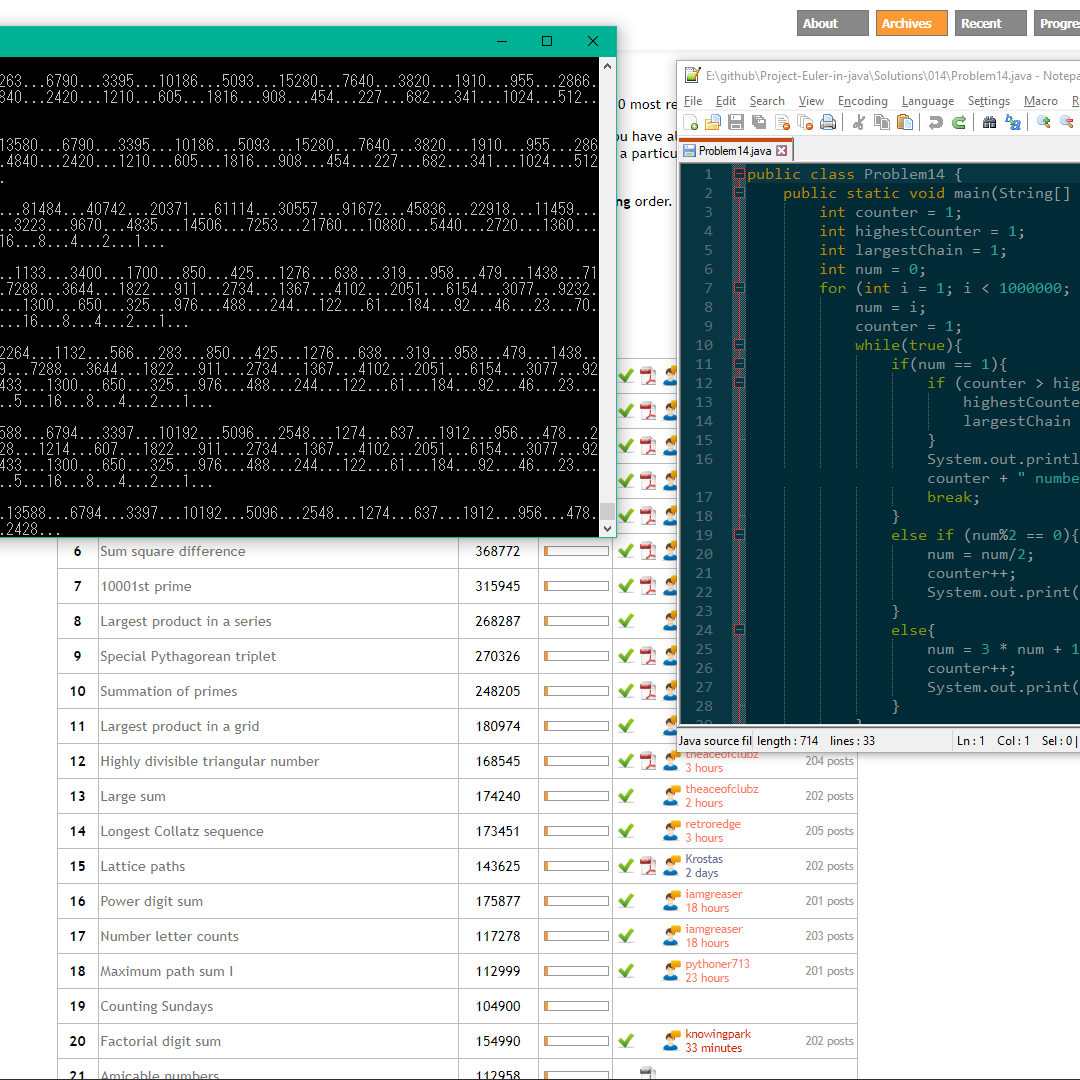 About Archives Recent Progre
263...6790...3395...10186...5093...15280...7640...3820...1910...955...2866.
840...2420...1210...605...1816...908...454...227...682...341...1024...512..
13580...6790...3395...10186...5093...15280...7640...3820...1910...955...286
4840...2420...1210...605...1816...908...454...227...682...341...1024...512
.
...81484...40742...20371...61114...30557...91672...45836...22918...11459...
...3223...9670...4835...14506...7253...21760...10880...5440...2720...1360...
16...8...4...2...1...
...1133...3400...1700...850...425...1276...638...319...958...479...1438...71
7288...3644...1822...911...2734...1367...4102...2051...6154...3077...9232.
..1300...650...325...976...488...244...122...61...184...92...46...23...70.
...16...8...4...2...1...
2264...1132...566...283...850...425...1276...638...319...958...479...1438...
9...7288...3644...1822...911...2734...1367...4102...2051...6154...3077...92
433...1300...650...325...976...488...244...122...61...184...92...46...23...
..5...16...8...4...2...1...
588...6794...3397...10192...5096...2548...1274...637...1912...956...478...2
28...1214...607...1822...911...2734...1367...4102...2051...6154...3077...92
433...1300...650...325...976...488...244...122...61...184...92...46...23...
..5...16...8...4...2...1...
.13588...6794...3397...10192...5096...2548...1274...637...1912...956...478.
.2428...
0 most re
ou have al
a particu
ng order.
E:\github\Project-Euler-in-java\Solutions\014\Problem14.java - Notepa
File Edit Search View Encoding Language Settings Macro R
Problem14.java
1 public class Problem14 {
2 public static void main(String[]
3 int counter = 1;
4 int highestCounter = 1;
5 int largestChain = 1;
6 int num = 0;
7 for (int i = 1; i < 1000000;
8 num = i;
9 counter = 1;
10 while(true){
11 if(num == 1){
12 if (counter > hig
13 highestCounte
14 largestChain
15 }
16 System.out.printl
counter + " numbe
17 break;
18 }
19 else if (num%2 == 0){
20 num = num/2;
21 counter++;
22 System.out.print(
23 }
24 else{
25 num = 3 * num + 1
26 counter++;
27 System.out.print(
28 }
29 }
Java source fil length : 714 lines : 33 Ln : 1 Col : 1 Sel : 0 |
6 Sum square difference 368772
7 10001st prime 315945
8 Largest product in a series 268287
9 Special Pythagorean triplet 270326
10 Summation of primes 248205
11 Largest product in a grid 180974
12 Highly divisible triangular number 168545 theaceofclubz 204 posts
3 hours
13 Large sum 174240 theaceofclubz 202 posts
2 hours
14 Longest Collatz sequence 173451 retroredge 205 posts
3 hours
15 Lattice paths 143625 Krostas 202 posts
2 days
16 Power digit sum 175877 iamgreaser 201 posts
18 hours
17 Number letter counts 117278 iamgreaser 203 posts
18 hours
18 Maximum path sum I 112999 pythoner713 201 posts
23 hours
19 Counting Sundays 104900
20 Factorial digit sum 154990 knowingpark 202 posts
33 minutes
21 Amicable numbers 112958